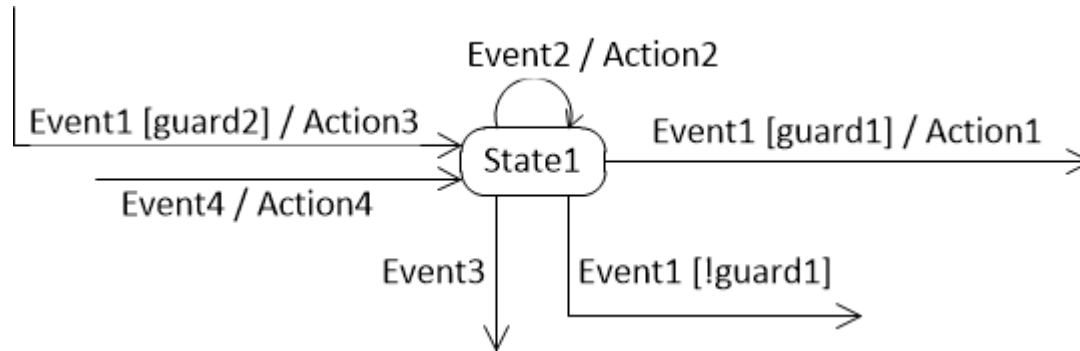 Event2 / Action2
Event1 [guard2] / Action3
Event1 [guard1] / Action1
State1
Event4 / Action4
Event3
Event1 [!guard1]